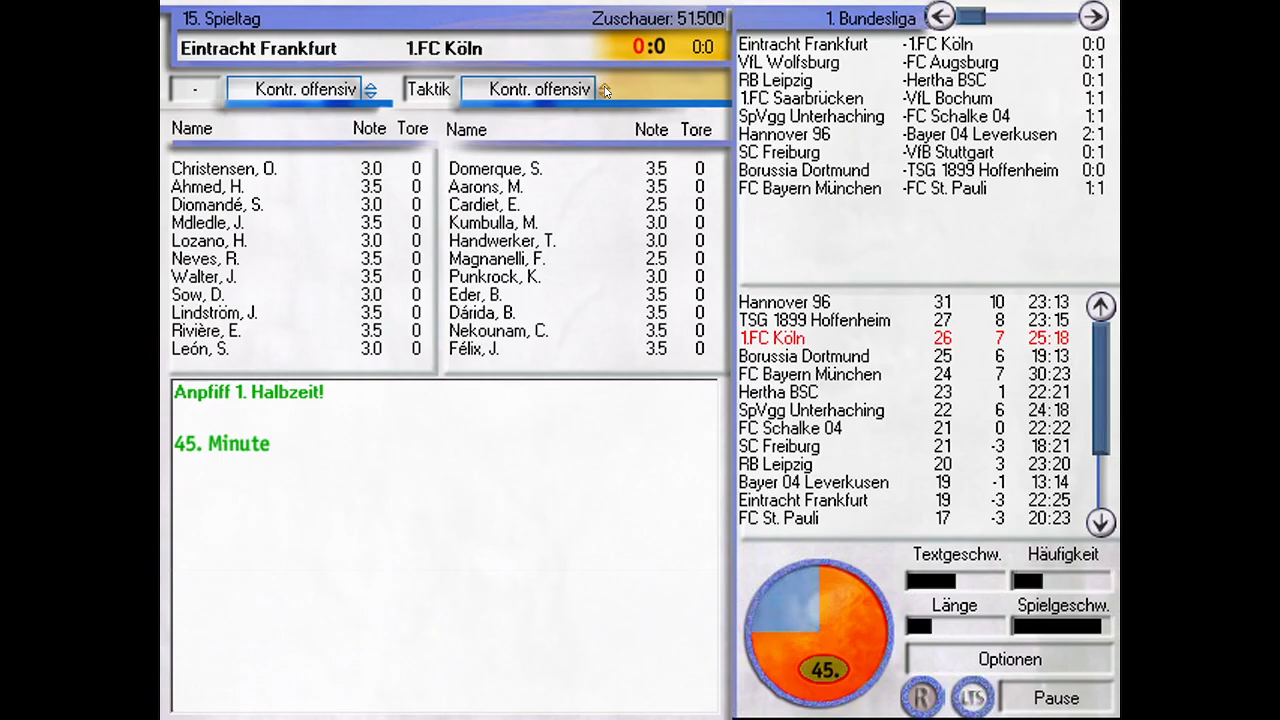 15. Spieltag Zuschauer: 51.500
Eintracht Frankfurt 1.FC Köln 0:0 0:0
- Kontr. offensiv Taktik Kontr. offensiv
Name Note Tore Name Note Tore
Christensen, O. 3.0 0 Domerque, S. 3.5 0
Ahmed, H. 3.5 0 Aarons, M. 3.5 0
Diomandé, S. 3.0 0 Cardiet, E. 2.5 0
Mdledle, J. 3.5 0 Kumbulla, M. 3.0 0
Lozano, H. 3.0 0 Handwerker, T. 3.0 0
Neves, R. 3.5 0 Magnanelli, F. 2.5 0
Walter, J. 3.5 0 Punkrock, K. 3.0 0
Sow, D. 3.0 0 Eder, B. 3.5 0
Lindström, J. 3.5 0 Dárida, B. 3.5 0
Rivière, E. 3.5 0 Nekounam, C. 3.5 0
León, S. 3.0 0 Félix, J. 3.5 0
Anpfiff 1. Halbzeit!
45. Minute
1. Bundesliga
Eintracht Frankfurt -1.FC Köln 0:0
VfL Wolfsburg -FC Augsburg 0:1
RB Leipzig -Hertha BSC 0:1
1.FC Saarbrücken -VfL Bochum 1:1
SpVgg Unterhaching -FC Schalke 04 1:1
Hannover 96 -Bayer 04 Leverkusen 2:1
SC Freiburg -VfB Stuttgart 0:1
Borussia Dortmund -TSG 1899 Hoffenheim 0:0
FC Bayern München -FC St. Pauli 1:1
Hannover 96 31 10 23:13
TSG 1899 Hoffenheim 27 8 23:15
1.FC Köln 26 7 25:18
Borussia Dortmund 25 6 19:13
FC Bayern München 24 7 30:23
Hertha BSC 23 1 22:21
SpVgg Unterhaching 22 6 24:18
FC Schalke 04 21 0 22:22
SC Freiburg 21 -3 18:21
RB Leipzig 20 3 23:20
Bayer 04 Leverkusen 19 -1 13:14
Eintracht Frankfurt 19 -3 22:25
FC St. Pauli 17 -3 20:23
Textgeschw. Häufigkeit
Länge Spielgeschw.
45.
Optionen
R LTS Pause